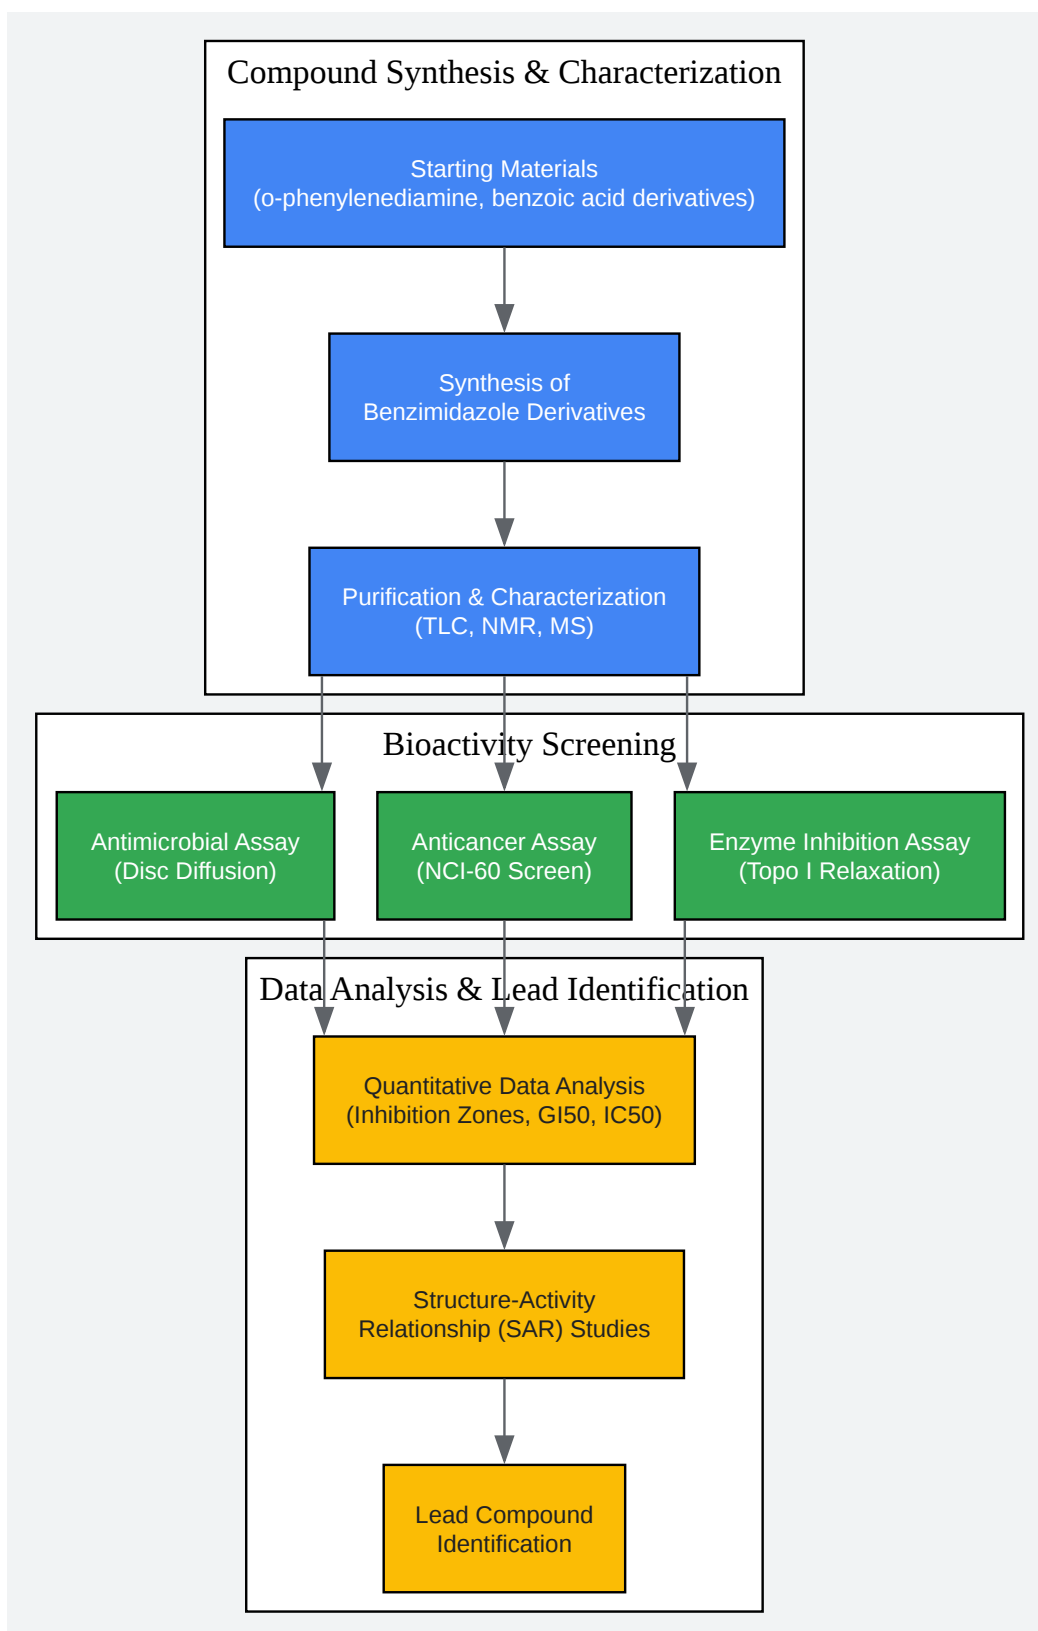 Compound Synthesis & Characterization
Starting Materials
(o-phenylenediamine, benzoic acid derivatives)
Synthesis of
Benzimidazole Derivatives
Purification & Characterization
(TLC, NMR, MS)
Bioactivity Screening
Antimicrobial Assay
(Disc Diffusion)
Anticancer Assay
(NCI-60 Screen)
Enzyme Inhibition Assay
(Topo I Relaxation)
Data Analysis & Lead Identification
Quantitative Data Analysis
(Inhibition Zones, GI50, IC50)
Structure-Activity
Relationship (SAR) Studies
Lead Compound
Identification